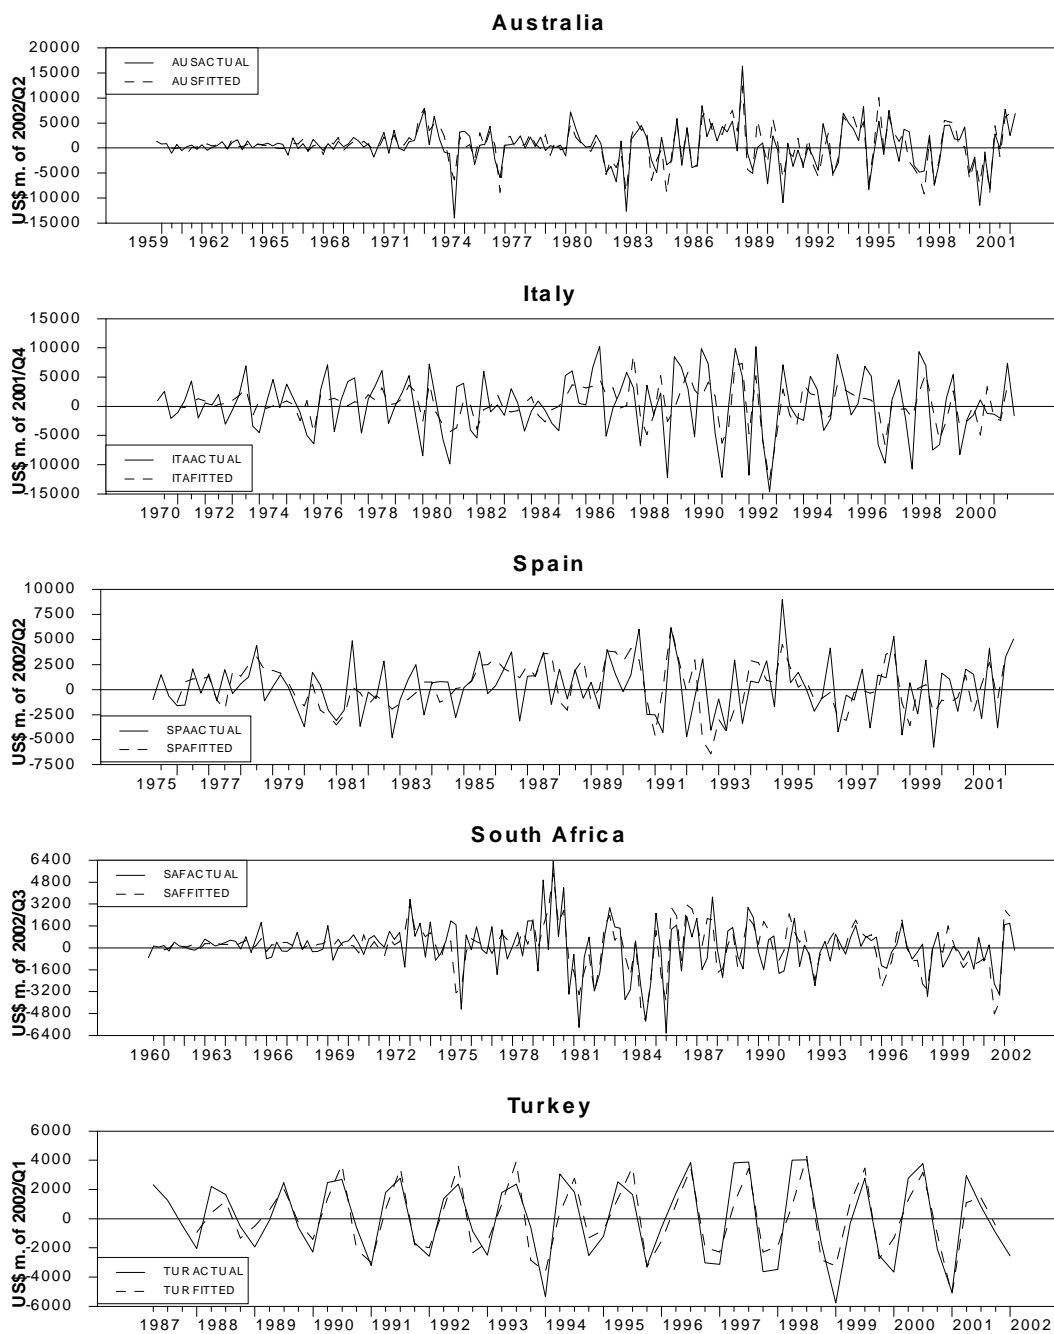 Australia
US$ m. of 2002/Q2
20000
15000
10000
5000
0
-5000
-10000
-15000
AUSACTUAL
AUSFITTED
1959 1962 1965 1968 1971 1974 1977 1980 1983 1986 1989 1992 1995 1998 2001
Italy
US$ m. of 2001/Q4
15000
10000
5000
0
-5000
-10000
-15000
ITAACTUAL
ITAFITTED
1970 1972 1974 1976 1978 1980 1982 1984 1986 1988 1990 1992 1994 1996 1998 2000
Spain
US$ m. of 2002/Q2
10000
7500
5000
2500
0
-2500
-5000
-7500
SPAACTUAL
SPAFITTED
1975 1977 1979 1981 1983 1985 1987 1989 1991 1993 1995 1997 1999 2001
South Africa
US$ m. of 2002/Q3
6400
4800
3200
1600
0
-1600
-3200
-4800
-6400
SAFACTUAL
SAFFITTED
1960 1963 1966 1969 1972 1975 1978 1981 1984 1987 1990 1993 1996 1999 2002
Turkey
US$ m. of 2002/Q1
6000
4000
2000
0
-2000
-4000
-6000
TURACTUAL
TURFITTED
1987 1988 1989 1990 1991 1992 1993 1994 1995 1996 1997 1998 1999 2000 2001 2002